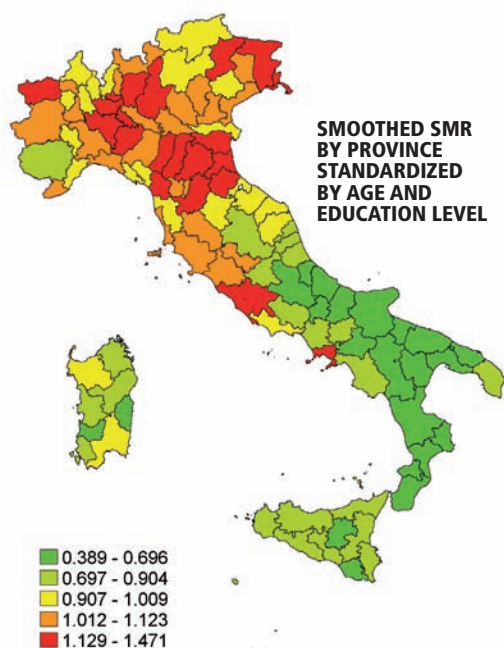 SMOOTHED SMR
BY PROVINCE
STANDARDIZED
BY AGE AND
EDUCATION LEVEL
0.389 - 0.696
0.697 - 0.904
0.907 - 1.009
1.012 - 1.123
1.129 - 1.471